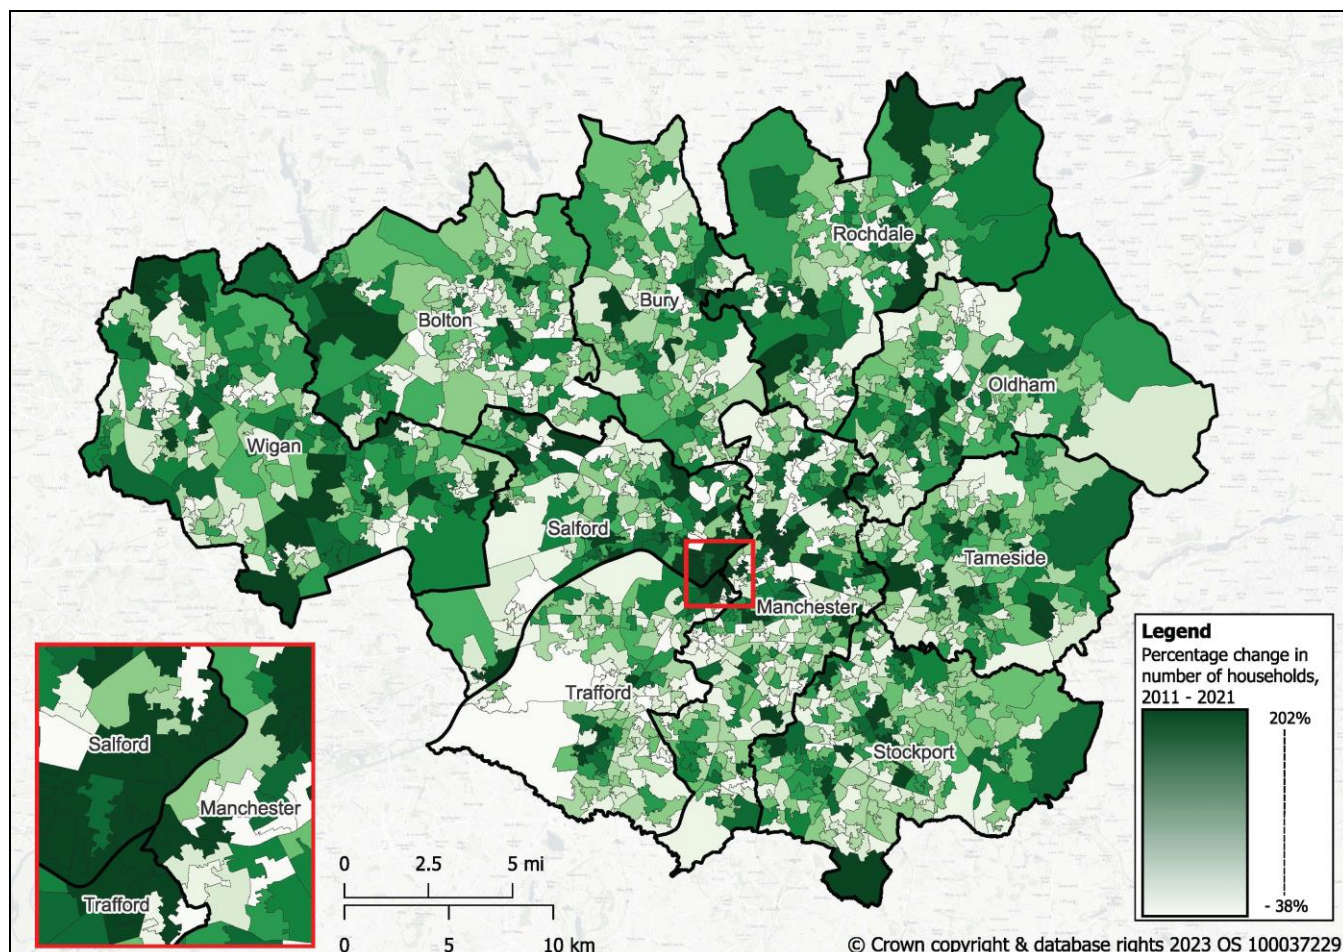 Rochdale
Bury
Bolton
Oldham
Wigan
Salford
Tameside
Manchester
Trafford
Stockport
Salford
Manchester
Trafford
0 2.5 5 mi
0 5 10 km
Legend
Percentage change in
number of households,
2011 - 2021
202%
- 38%
© Crown copyright & database rights 2023 OS 100037229